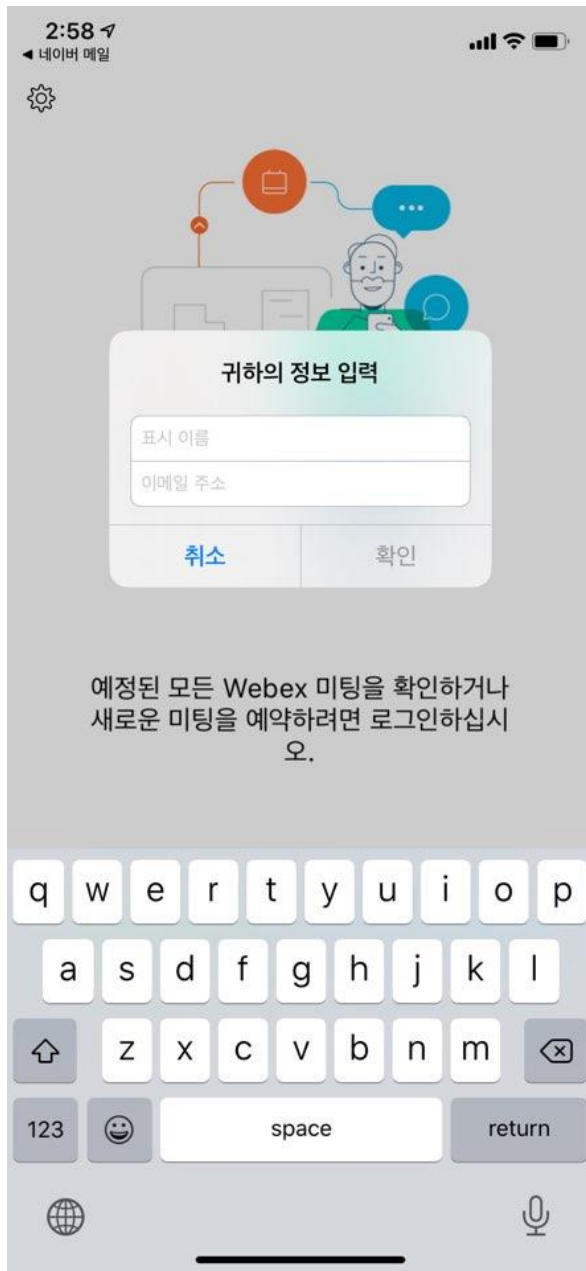 2:58
◀ 네이버 메일
귀하의 정보 입력
표시 이름
이메일 주소
취소 확인
예정된 모든 Webex 미팅을 확인하거나
새로운 미팅을 예약하려면 로그인하십시
오.
q w e r t y u i o p
a s d f g h j k l
z x c v b n m
123 space return